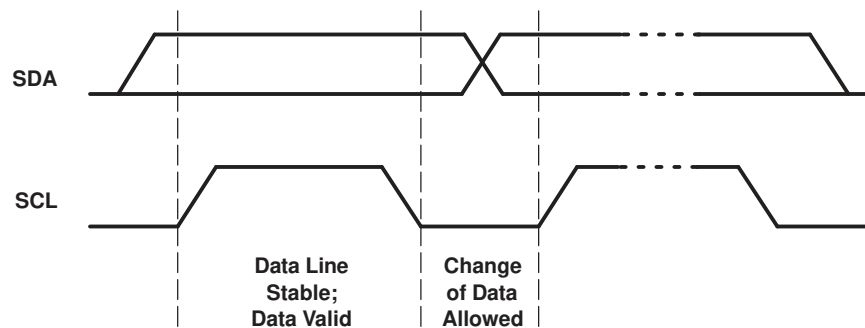 SDA
SCL
Data Line
Stable;
Data Valid
Change
of Data
Allowed